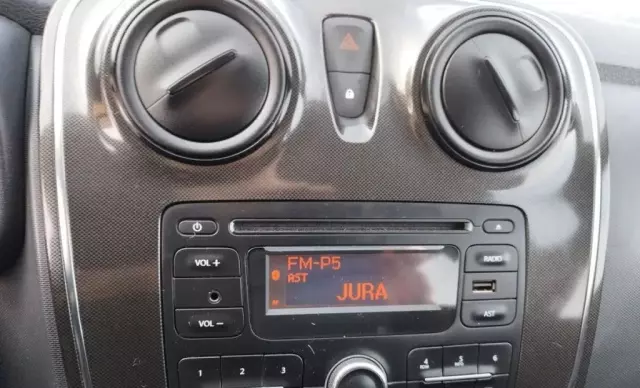 FM-P5
AST
JURA
VOL +
VOL −
RADIO
AST
1 2 3
4 5 6